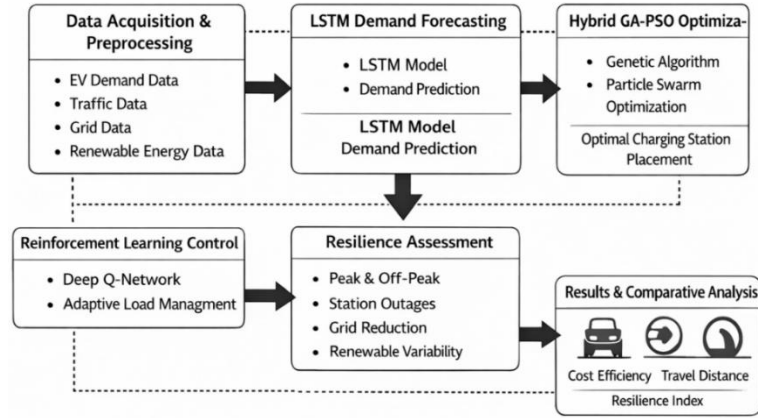 Data Acquisition &
Preprocessing
• EV Demand Data
• Traffic Data
• Grid Data
• Renewable Energy Data
LSTM Demand Forecasting
• LSTM Model
• Demand Prediction
LSTM Model
Demand Prediction
Hybrid GA-PSO Optimiza-
• Genetic Algorithm
• Particle Swarm
Optimization
Optimal Charging Station
Placement
Reinforcement Learning Control
• Deep Q-Network
• Adaptive Load Managment
Resilience Assessment
• Peak & Off-Peak
• Station Outages
• Grid Reduction
• Renewable Variability
Results & Comparative Analysis
Cost Efficiency Travel Distance
Resilience Index